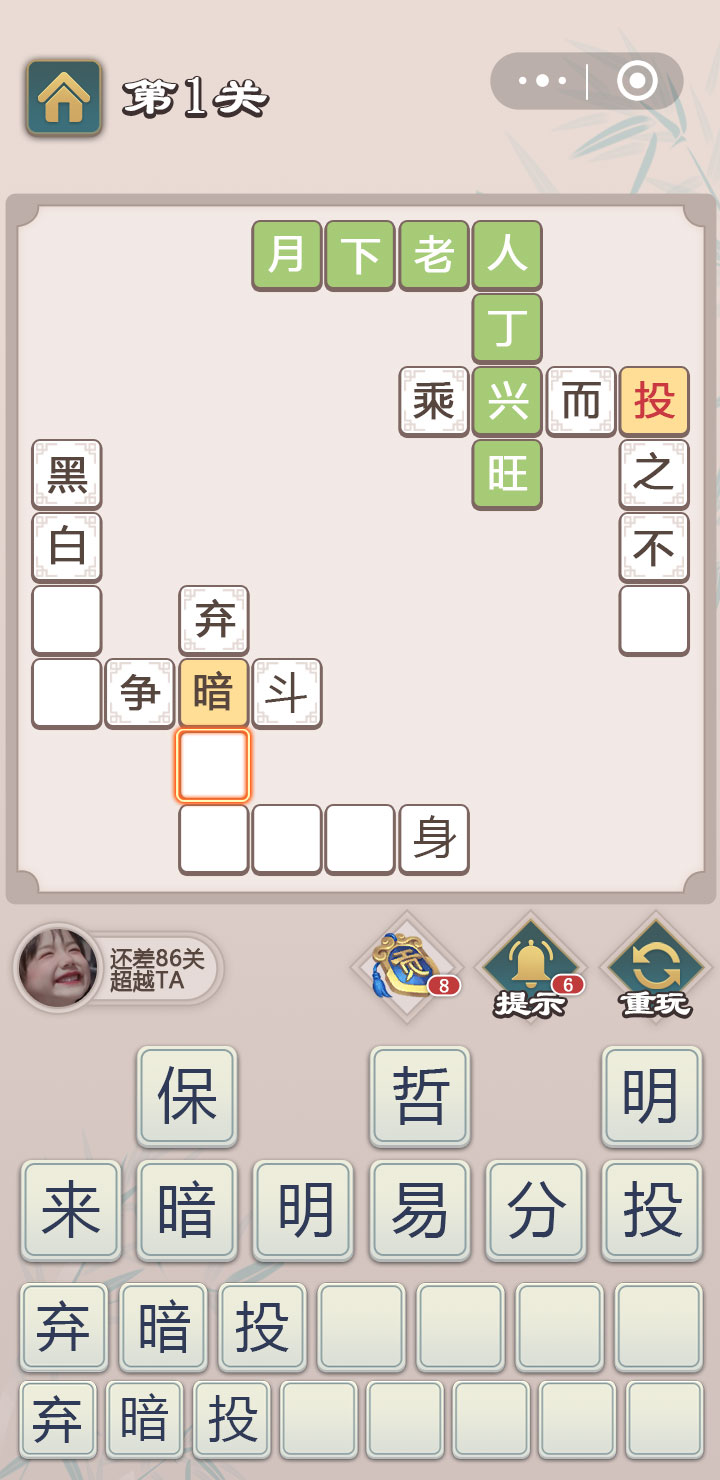 第1关
月下老人
丁
乘兴而投
黑旺之
白不
弃
争暗斗
身
还差86关
超越TA
8
6
提示
重玩
保哲明
来暗明易分投
弃暗投
弃暗投